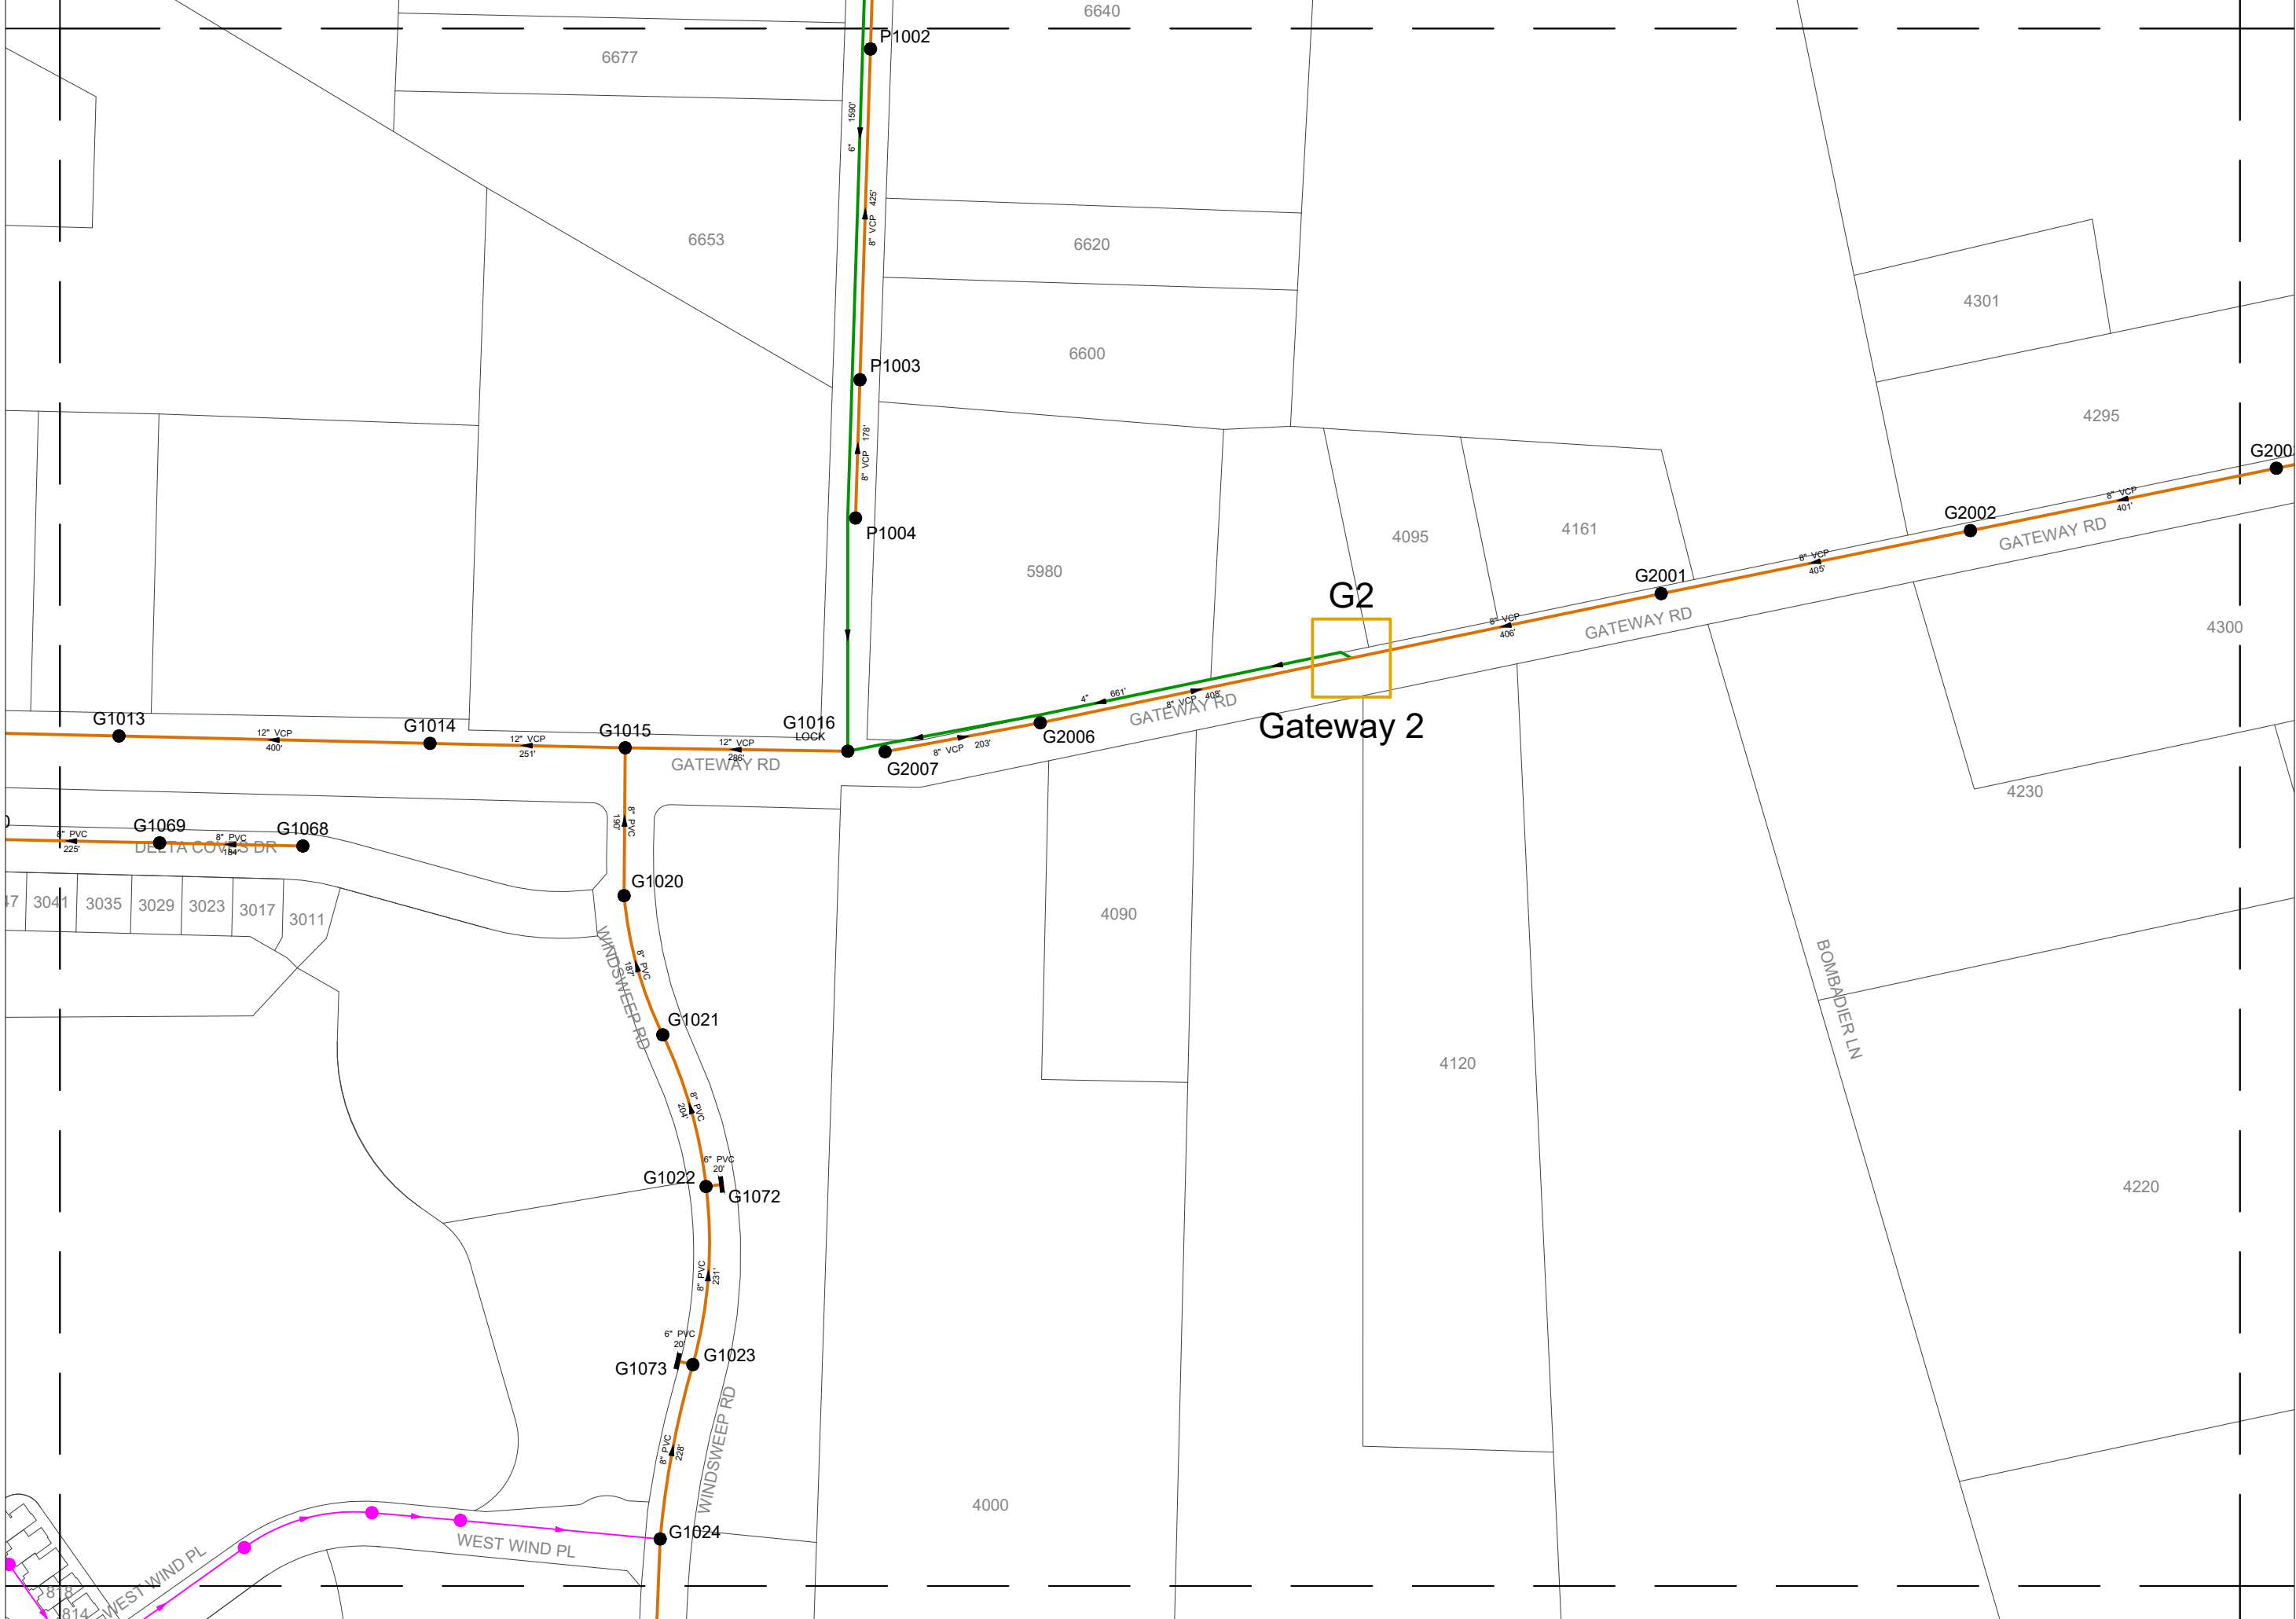 6640
P1002
6677
1590'
6"
425'
8" VCP
6653
6620
4301
6600
P1003
4295
178'
8" VCP
G200
8" VCP
401'
G2002
GATEWAY RD
P1004
4095
4161
8" VCP
405'
5980
G2001
G2
8" VCP
406'
GATEWAY RD
4300
4" 661'
8" VCP 408'
GATEWAY RD
Gateway 2
G1013
G1014
G1015
G1016
LOCK
G2006
12" VCP
400'
12" VCP
251'
12" VCP
286'
8" VCP 203'
GATEWAY RD
G2007
4230
8" PVC
190'
G1069
G1068
8" PVC
225'
8" PVC
184'
DELTA COVES DR
G1020
47
3041
3035
3029
3023
3017
3011
4090
WINDSWEEP RD
8" PVC
187'
BOMBADIER LN
G1021
4120
8" PVC
204'
6" PVC
20'
G1022
G1072
4220
8" PVC
231'
6" PVC
20'
G1023
G1073
WINDSWEEP RD
8" PVC
228'
4000
G1024
WEST WIND PL
WEST WIND PL
818
814